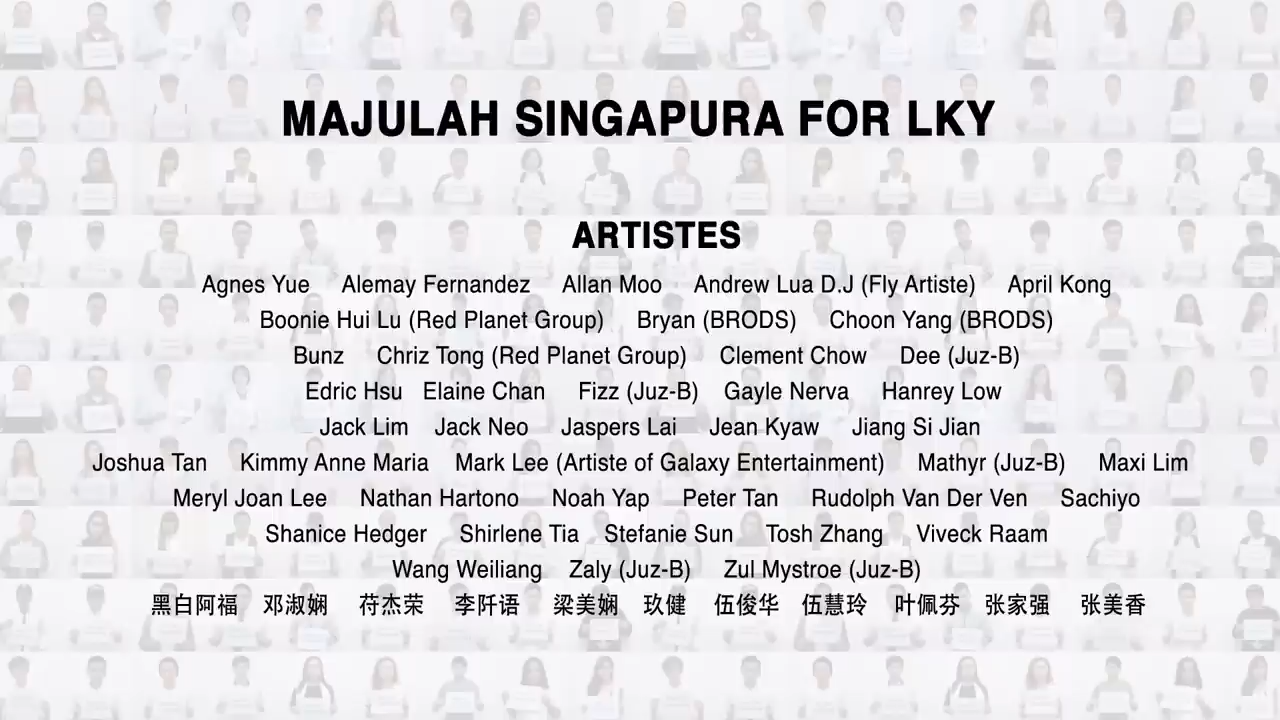 MAJULAH SINGAPURA FOR LKY
ARTISTES
Agnes Yue Alemay Fernandez Allan Moo Andrew Lua D.J (Fly Artiste) April Kong
Boonie Hui Lu (Red Planet Group) Bryan (BRODS) Choon Yang (BRODS)
Bunz Chriz Tong (Red Planet Group) Clement Chow Dee (Juz-B)
Edric Hsu Elaine Chan Fizz (Juz-B) Gayle Nerva Hanrey Low
Jack Lim Jack Neo Jaspers Lai Jean Kyaw Jiang Si Jian
Joshua Tan Kimmy Anne Maria Mark Lee (Artiste of Galaxy Entertainment) Mathyr (Juz-B) Maxi Lim
Meryl Joan Lee Nathan Hartono Noah Yap Peter Tan Rudolph Van Der Ven Sachiyo
Shanice Hedger Shirlene Tia Stefanie Sun Tosh Zhang Viveck Raam
Wang Weiliang Zaly (Juz-B) Zul Mystroe (Juz-B)
黑白阿福 邓淑娴 苻杰荣 李阡语 梁美娴 玖健 伍俊华 伍慧玲 叶佩芬 张家强 张美香